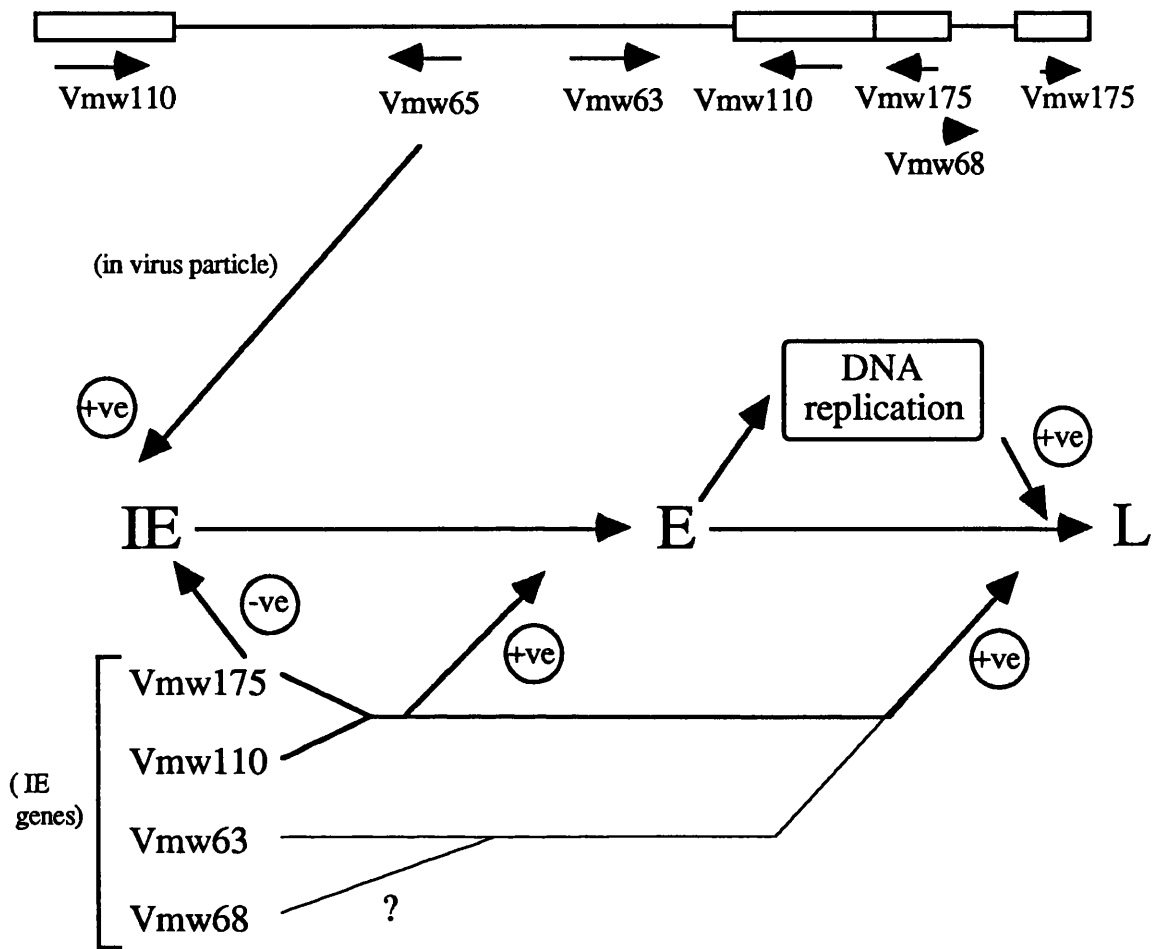 Vmw110
Vmw65
Vmw63
Vmw110
Vmw175
Vmw175
Vmw68
(in virus particle)
+ve
DNA
replication
+ve
IE
E
L
-ve
+ve
+ve
Vmw175
Vmw110
( IE
genes)
Vmw63
Vmw68
?